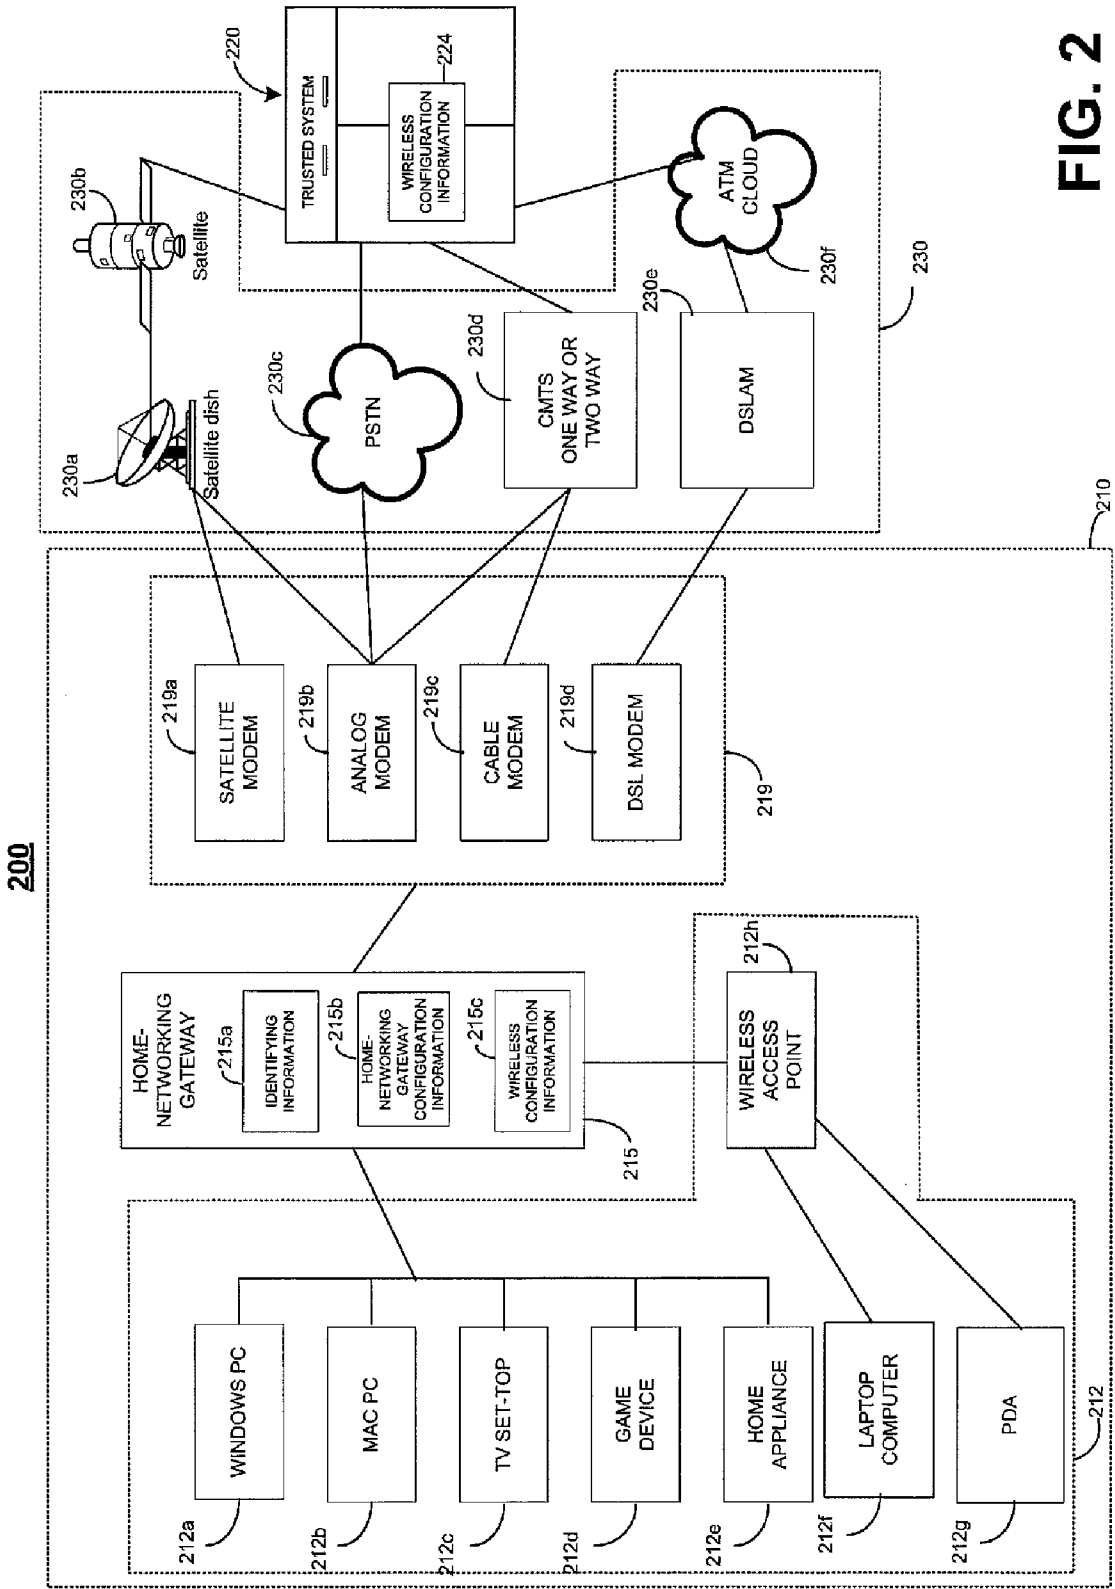 200
212a
WINDOWS PC
212b
MAC PC
212c
TV SET-TOP
212d
GAME
DEVICE
212e
HOME
APPLIANCE
212f
LAPTOP
COMPUTER
212g
PDA
212
HOME-
NETWORKING
GATEWAY
215a
IDENTIFYING
INFORMATION
215b
HOME-
NETWORKING
GATEWAY
CONFIGURATION
INFORMATION
215c
WIRELESS
CONFIGURATION
INFORMATION
215
212h
WIRELESS
ACCESS
POINT
219a
SATELLITE
MODEM
219b
ANALOG
MODEM
219c
CABLE
MODEM
219d
DSL MODEM
219
210
230a
Satellite dish
230b
Satellite
230c
PSTN
230d
CMTS
ONE WAY OR
TWO WAY
230e
DSLAM
ATM
CLOUD
230f
230
220
TRUSTED SYSTEM
224
WIRELESS
CONFIGURATION
INFORMATION
FIG. 2